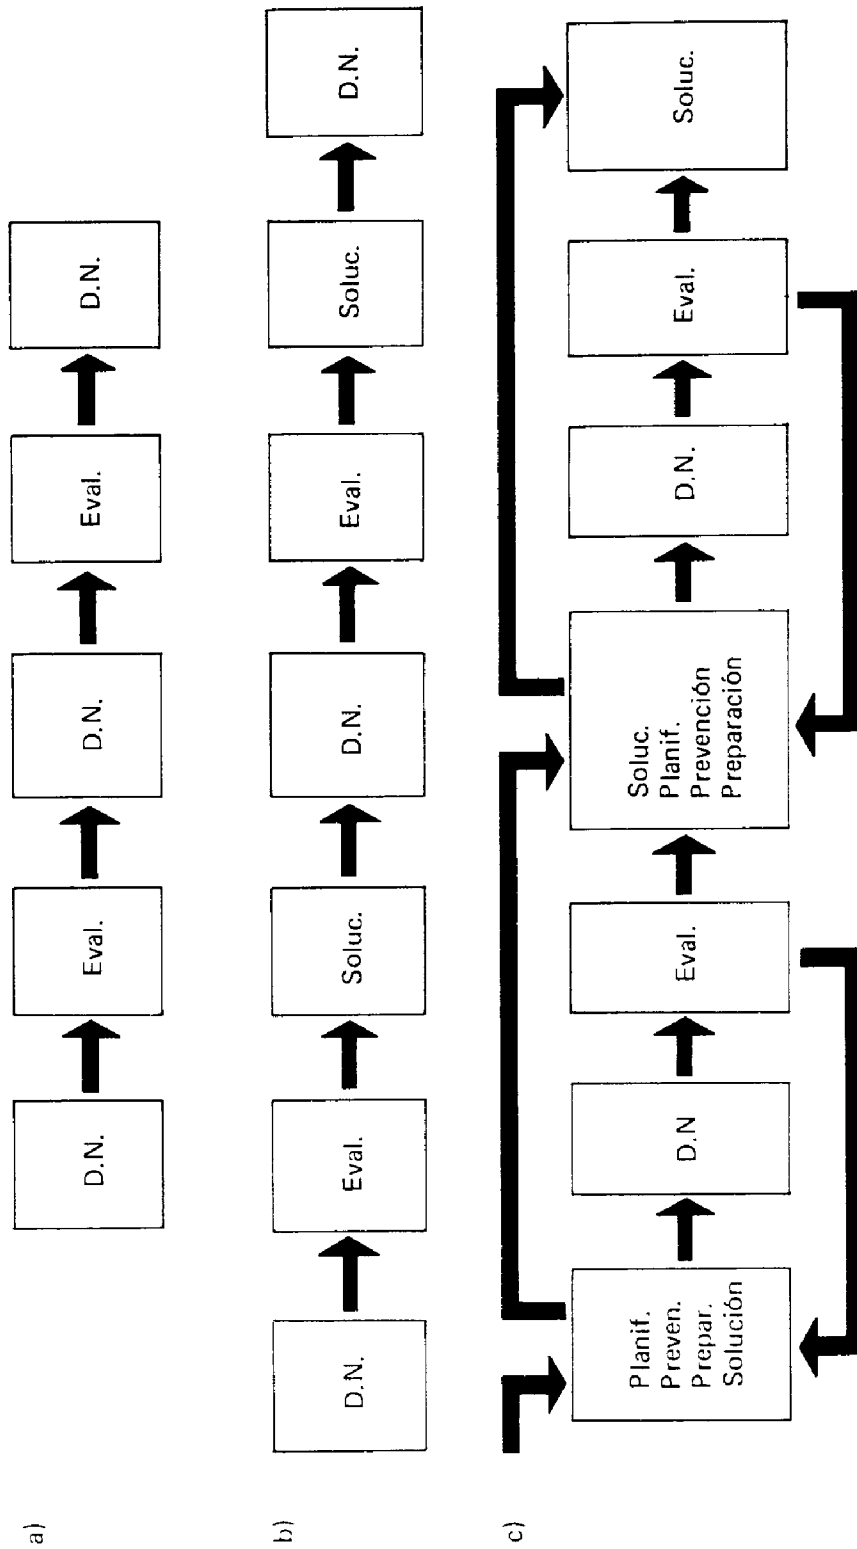 a)
D.N.
Eval.
D.N.
Eval.
D.N.
b)
D.N.
Eval.
Soluc.
D.N.
Eval.
Soluc.
D.N.
c)
Planif.
Preven.
Prepar.
Solución
D.N
Eval.
Soluc.
Planif.
Prevención
Preparación
D.N.
Eval.
Soluc.